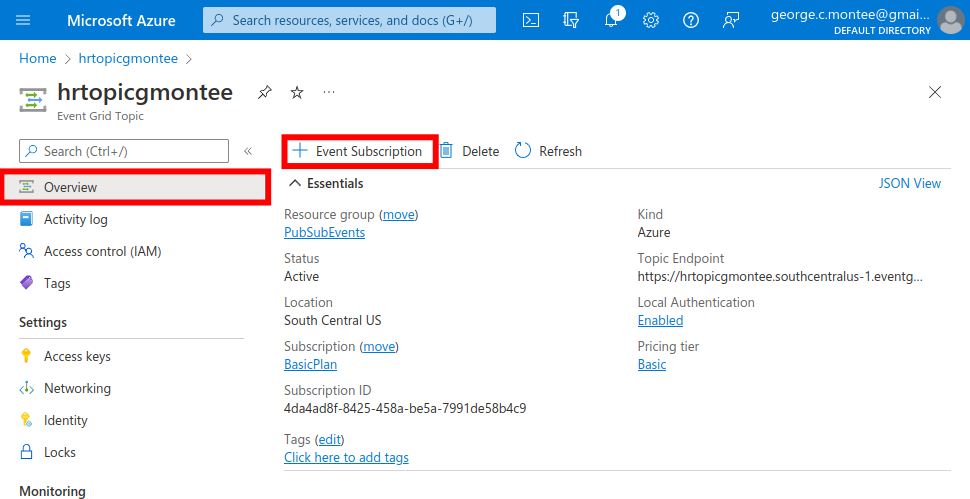 Microsoft Azure
Search resources, services, and docs (G+/)
1
george.c.montee@gmai...
DEFAULT DIRECTORY
Home > hrtopicgmontee >
hrtopicgmontee
Event Grid Topic
Search (Ctrl+/)
«
Overview
Activity log
Access control (IAM)
Tags
Settings
Access keys
Networking
Identity
Locks
Monitoring
+ Event Subscription Delete Refresh
Essentials
JSON View
Resource group (move)
PubSubEvents
Status
Active
Location
South Central US
Subscription (move)
BasicPlan
Subscription ID
4da4ad8f-8425-458a-be5a-7991de58b4c9
Tags (edit)
Click here to add tags
Kind
Azure
Topic Endpoint
https://hrtopicgmontee.southcentralus-1.eventg...
Local Authentication
Enabled
Pricing tier
Basic